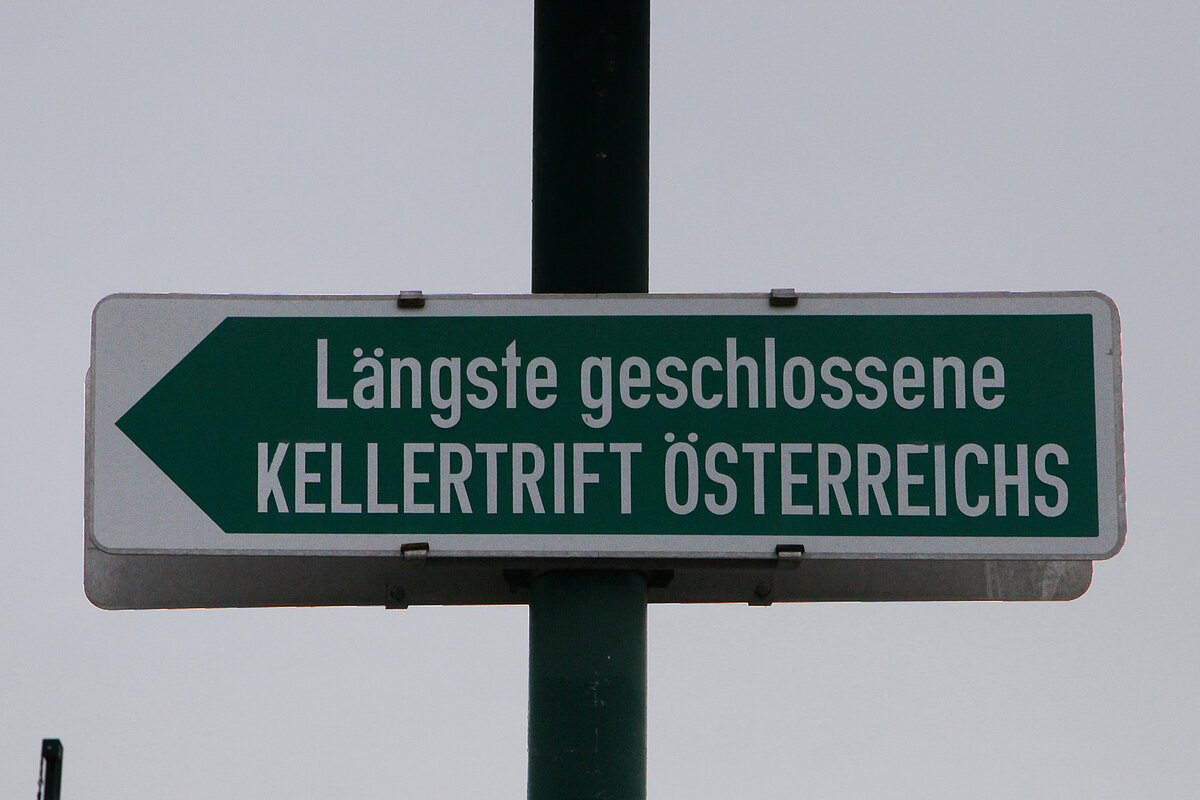 Längste geschlossene
KELLERTRIFT ÖSTERREICHS